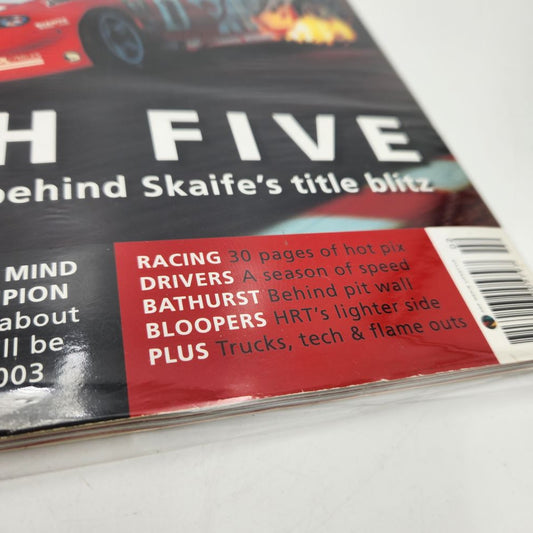 H FIVE
behind Skaife's title blitz
MIND
PION
about
ll be
003
RACING 30 pages of hot pix
DRIVERS A season of speed
BATHURST Behind pit wall
BLOOPERS HRT's lighter side
PLUS Trucks, tech & flame outs